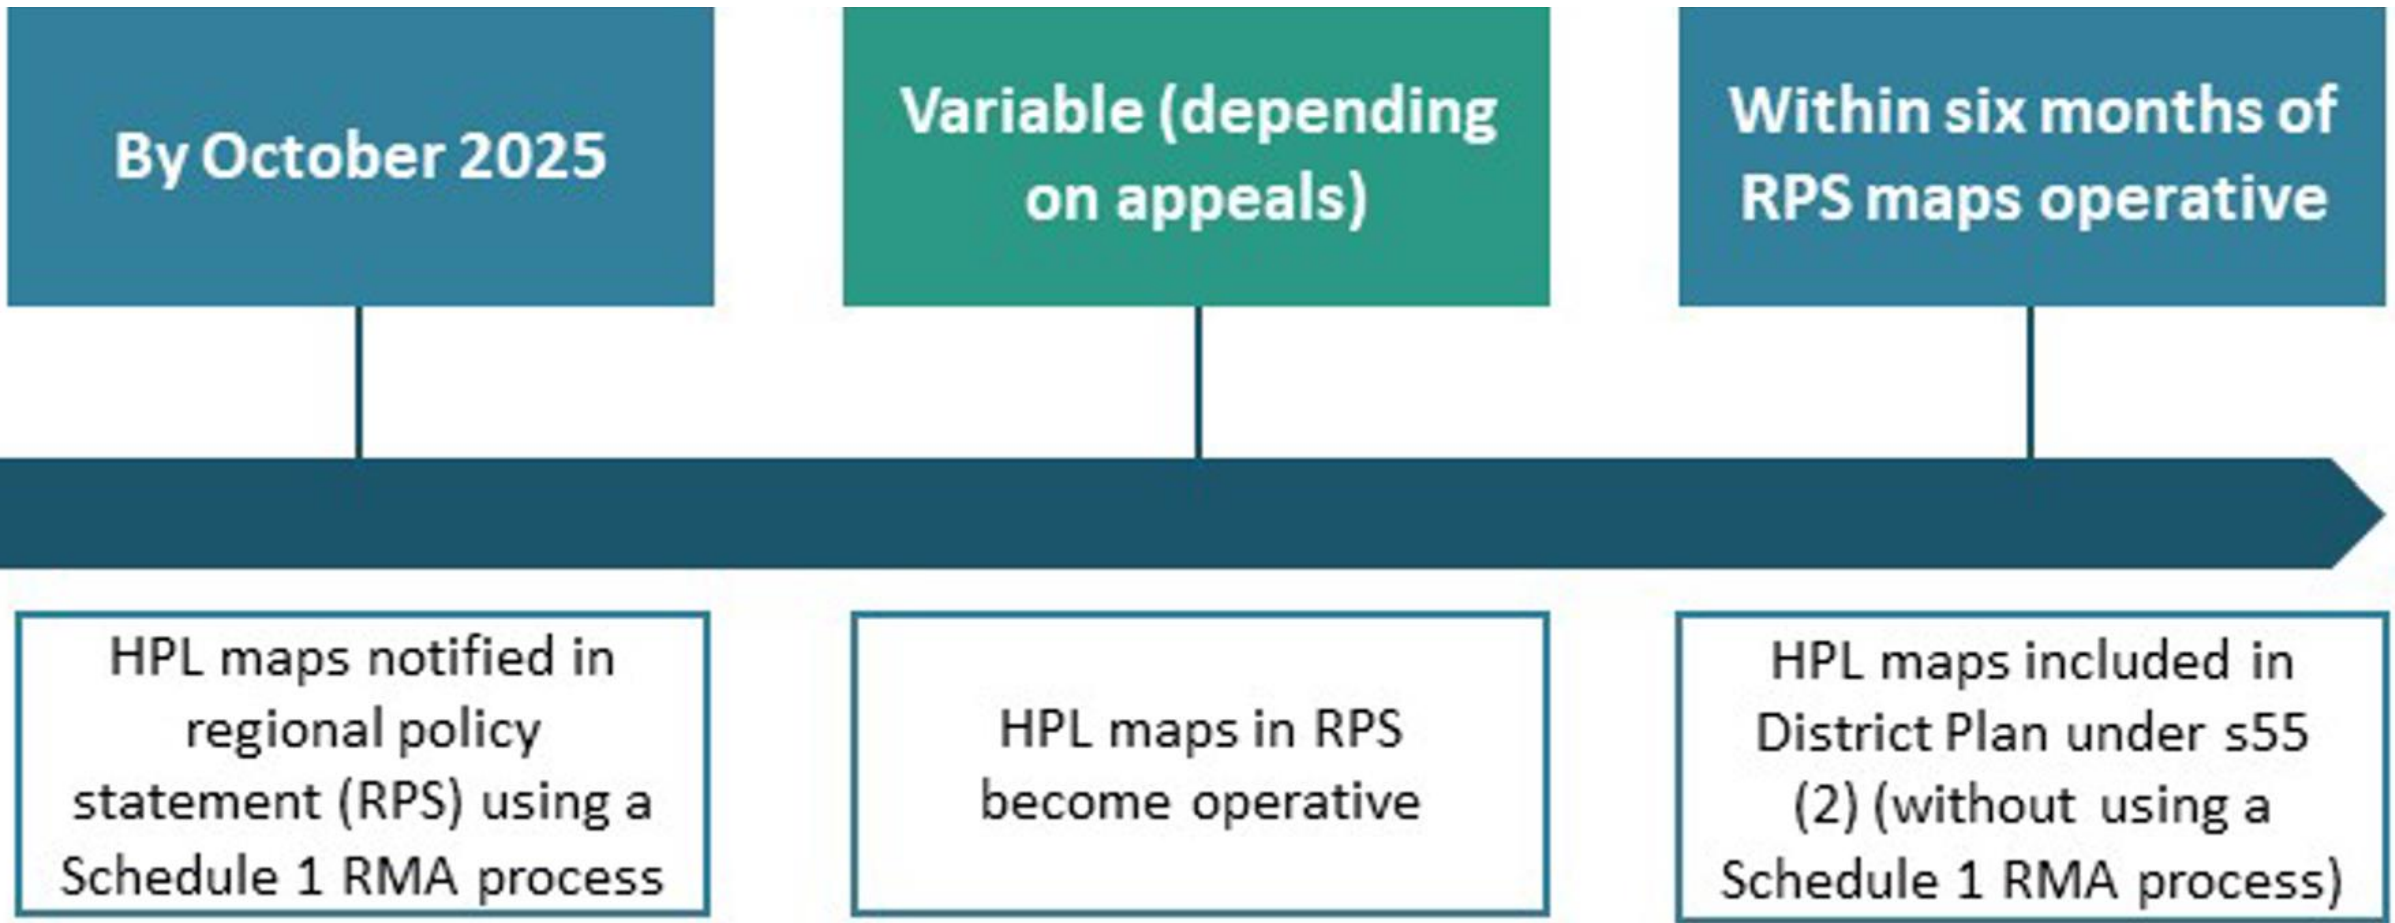 By October 2025
Variable (depending
on appeals)
Within six months of
RPS maps operative
HPL maps notified in
regional policy
statement (RPS) using a
Schedule 1 RMA process
HPL maps in RPS
become operative
HPL maps included in
District Plan under s55
(2) (without using a
Schedule 1 RMA process)